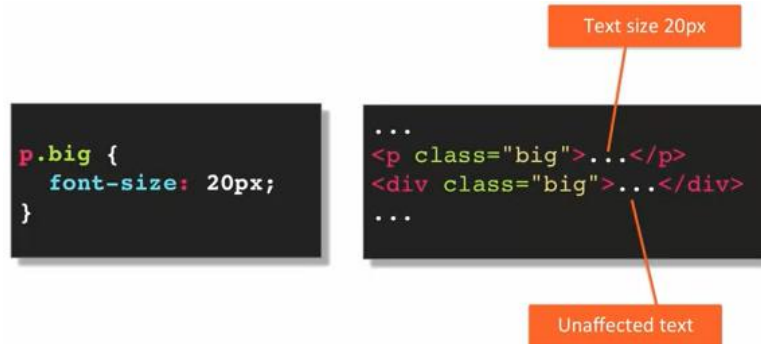 Text size 20px
p.big {
  font-size: 20px;
}
...
<p class="big">...</p>
<div class="big">...</div>
...
Unaffected text